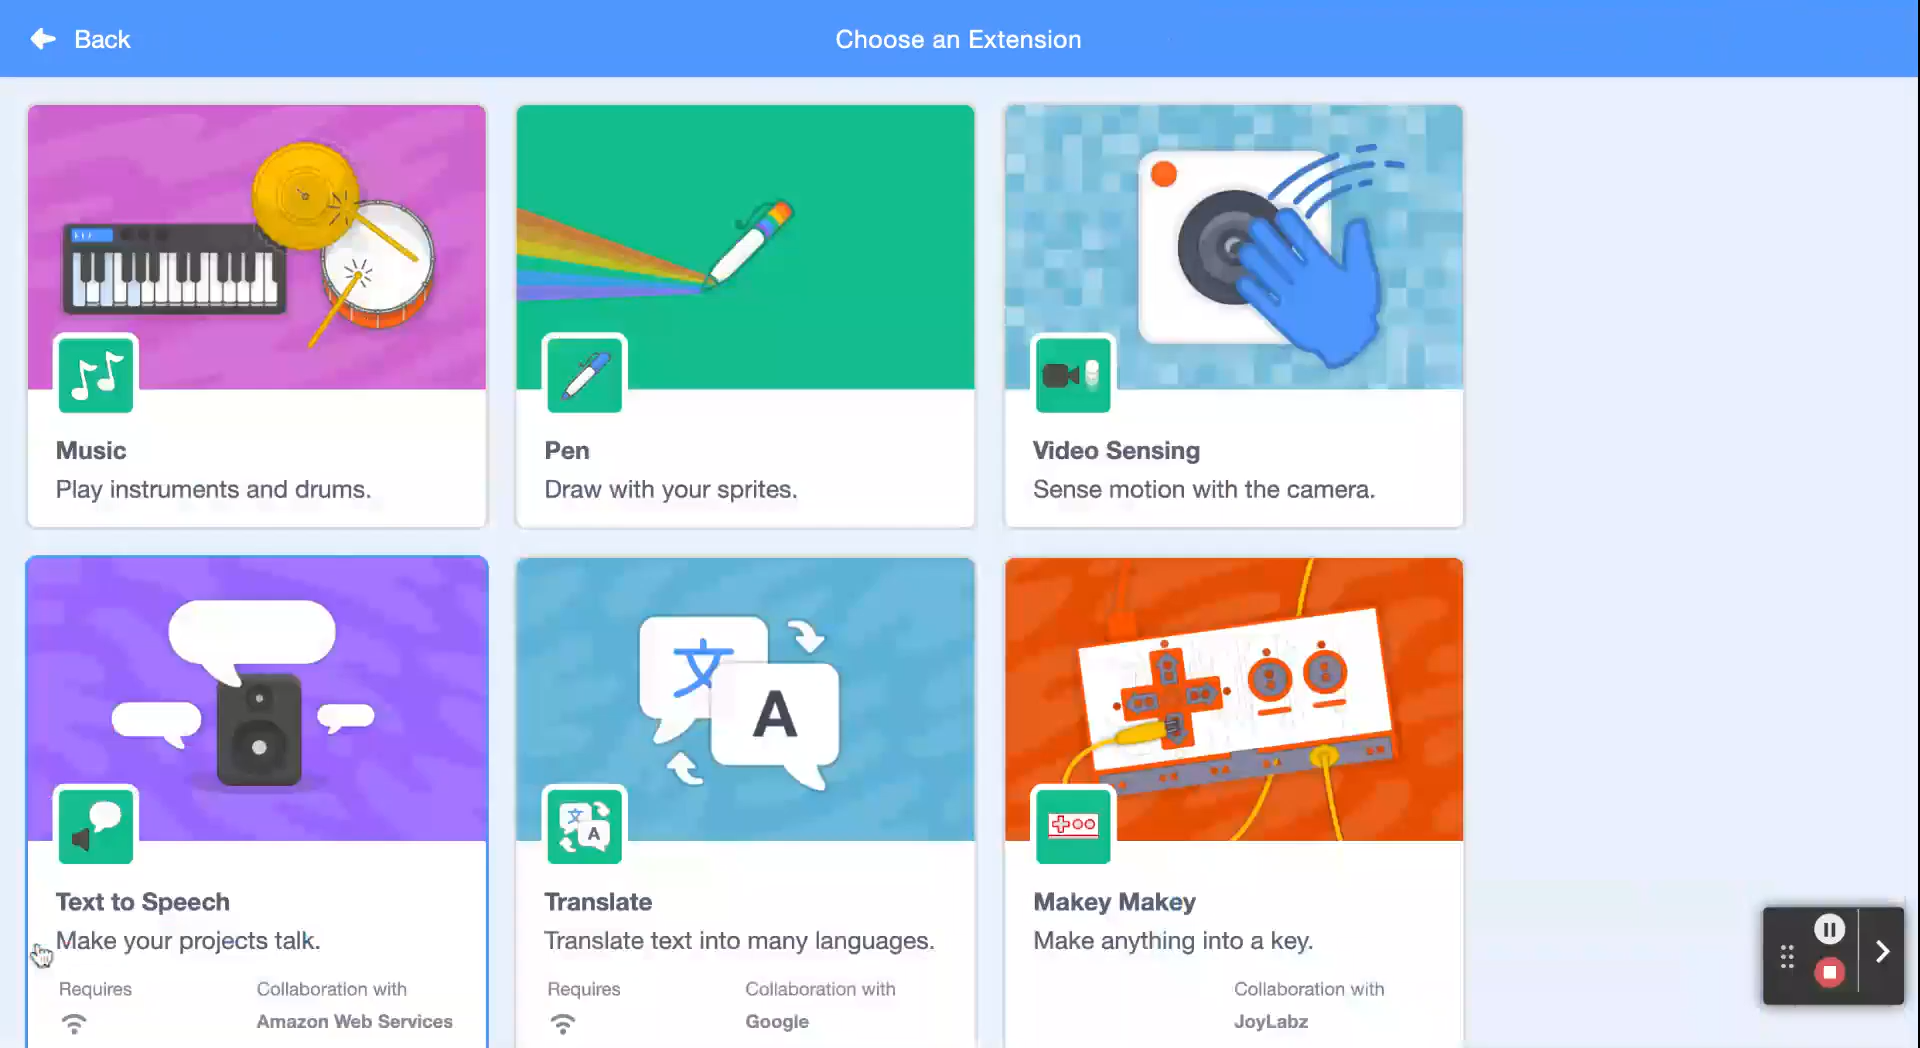 Back
Choose an Extension
Music
Play instruments and drums.
Pen
Draw with your sprites.
Video Sensing
Sense motion with the camera.
文
A
文
A
Text to Speech
Make your projects talk.
Requires
Collaboration with
Amazon Web Services
Translate
Translate text into many languages.
Requires
Collaboration with
Google
Makey Makey
Make anything into a key.
Collaboration with
JoyLabz